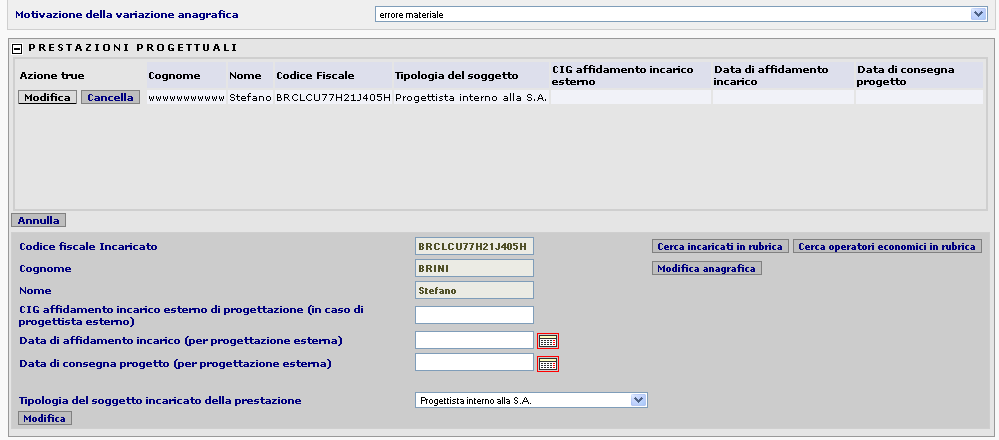 Motivazione della variazione anagrafica errore materiale
PRESTAZIONI PROGETTUALI
Azione true Cognome Nome Codice Fiscale Tipologia del soggetto CIG affidamento incarico esterno Data di affidamento incarico Data di consegna progetto
Modifica Cancella wwwwwwwwwww Stefano BRCLCU77H21J405H Progettista interno alla S.A.
Annulla
Codice fiscale Incaricato BRCLCU77H21J405H Cerca incaricati in rubrica Cerca operatori economici in rubrica
Cognome BRINI Modifica anagrafica
Nome Stefano
CIG affidamento incarico esterno di progettazione (in caso di
progettista esterno)
Data di affidamento incarico (per progettazione esterna)
Data di consegna progetto (per progettazione esterna)
Tipologia del soggetto incaricato della prestazione Progettista interno alla S.A.
Modifica